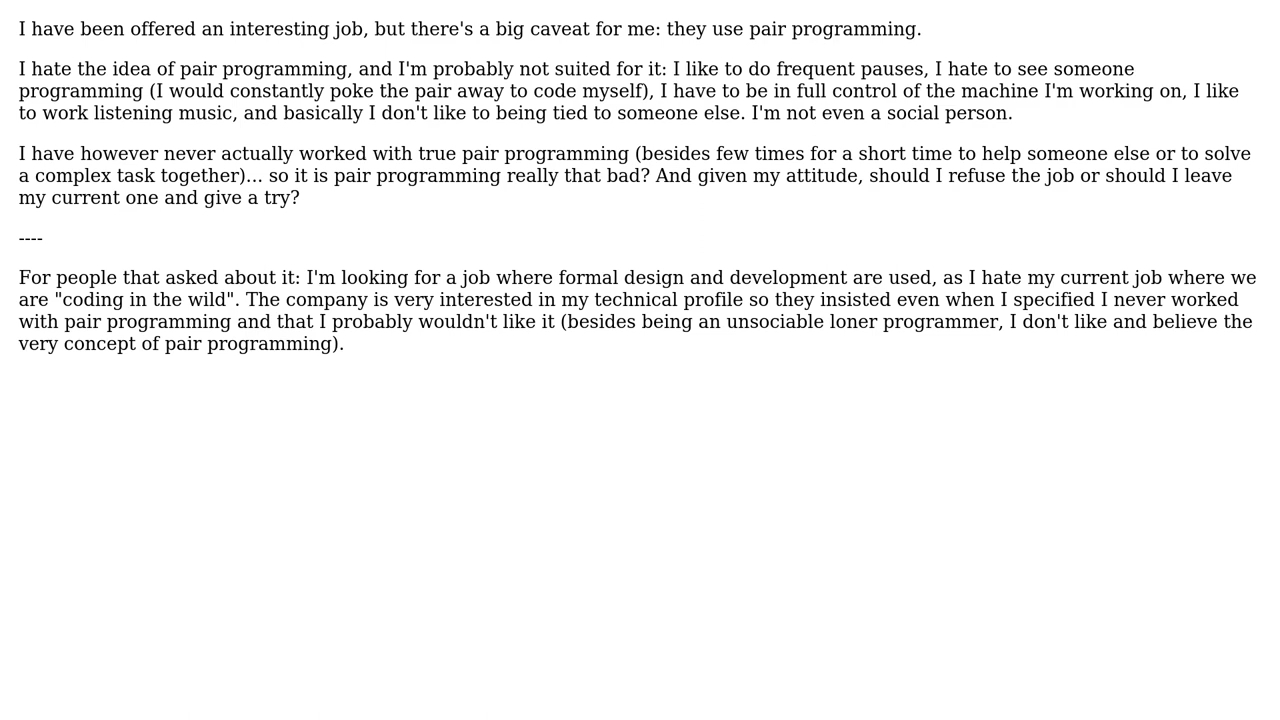 I have been offered an interesting job, but there's a big caveat for me: they use pair programming.
I hate the idea of pair programming, and I'm probably not suited for it: I like to do frequent pauses, I hate to see someone
programming (I would constantly poke the pair away to code myself), I have to be in full control of the machine I'm working on, I like
to work listening music, and basically I don't like to being tied to someone else. I'm not even a social person.
I have however never actually worked with true pair programming (besides few times for a short time to help someone else or to solve
a complex task together)... so it is pair programming really that bad? And given my attitude, should I refuse the job or should I leave
my current one and give a try?
----
For people that asked about it: I'm looking for a job where formal design and development are used, as I hate my current job where we
are "coding in the wild". The company is very interested in my technical profile so they insisted even when I specified I never worked
with pair programming and that I probably wouldn't like it (besides being an unsociable loner programmer, I don't like and believe the
very concept of pair programming).